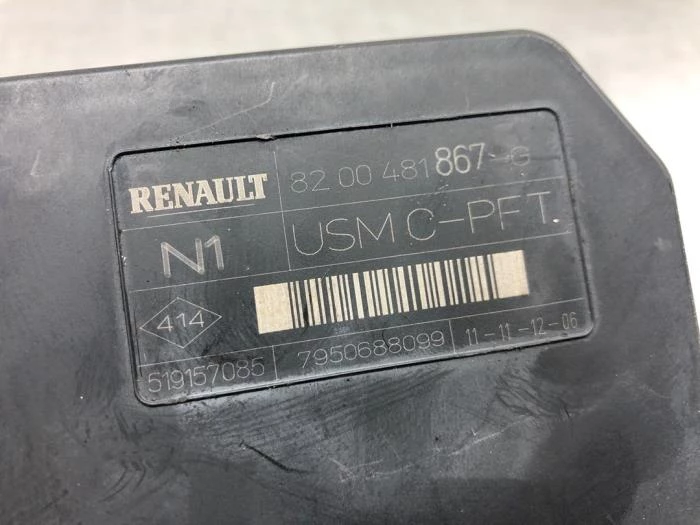 RENAULT 82 00 481 867-G
N1 USM C-PFT
414
519157085 7950688099 11-11-12-06